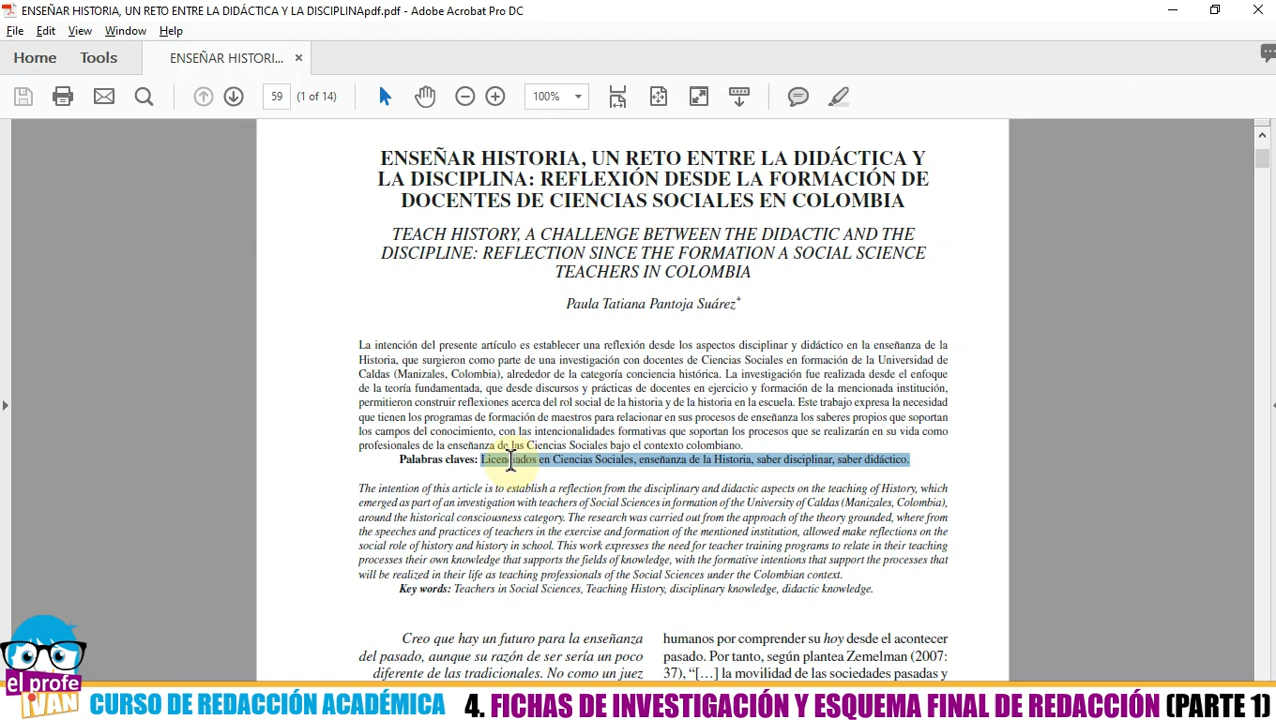 ENSEÑAR HISTORIA, UN RETO ENTRE LA DIDÁCTICA Y LA DISCIPLINApdf.pdf - Adobe Acrobat Pro DC
File Edit View Window Help
Home Tools ENSEÑAR HISTORI... ×
59 (1 of 14) 100%
ENSEÑAR HISTORIA, UN RETO ENTRE LA DIDÁCTICA Y
LA DISCIPLINA: REFLEXIÓN DESDE LA FORMACIÓN DE
DOCENTES DE CIENCIAS SOCIALES EN COLOMBIA
TEACH HISTORY, A CHALLENGE BETWEEN THE DIDACTIC AND THE
DISCIPLINE: REFLECTION SINCE THE FORMATION A SOCIAL SCIENCE
TEACHERS IN COLOMBIA
Paula Tatiana Pantoja Suárez*
La intención del presente artículo es establecer una reflexión desde los aspectos disciplinar y didáctico en la enseñanza de la
Historia, que surgieron como parte de una investigación con docentes de Ciencias Sociales en formación de la Universidad de
Caldas (Manizales, Colombia), alrededor de la categoría conciencia histórica. La investigación fue realizada desde el enfoque
de la teoría fundamentada, que desde discursos y prácticas de docentes en ejercicio y formación de la mencionada institución,
permitieron construir reflexiones acerca del rol social de la historia y de la historia en la escuela. Este trabajo expresa la necesidad
que tienen los programas de formación de maestros para relacionar en sus procesos de enseñanza los saberes propios que soportan
los campos del conocimiento, con las intencionalidades formativas que soportan los procesos que se realizarán en su vida como
profesionales de la enseñanza de las Ciencias Sociales bajo el contexto colombiano.
Palabras claves: Licenciados en Ciencias Sociales, enseñanza de la Historia, saber disciplinar, saber didáctico.
The intention of this article is to establish a reflection from the disciplinary and didactic aspects on the teaching of History, which
emerged as part of an investigation with teachers of Social Sciences in formation of the University of Caldas (Manizales, Colombia),
around the historical consciousness category. The research was carried out from the approach of the theory grounded, where from
the speeches and practices of teachers in the exercise and formation of the mentioned institution, allowed make reflections on the
social role of history and history in school. This work expresses the need for teacher training programs to relate in their teaching
processes their own knowledge that supports the fields of knowledge, with the formative intentions that support the processes that
will be realized in their life as teaching professionals of the Social Sciences under the Colombian context.
Key words: Teachers in Social Sciences, Teaching History, disciplinary knowledge, didactic knowledge.
Creo que hay un futuro para la enseñanza
del pasado, aunque su razón de ser sería un poco
diferente de las tradicionales. No como un juez
humanos por comprender su hoy desde el acontecer
pasado. Por tanto, según plantea Zemelman (2007:
37), “[…] la movilidad de las sociedades pasadas y
el profe
iVAN
CURSO DE REDACCIÓN ACADÉMICA
4. FICHAS DE INVESTIGACIÓN Y ESQUEMA FINAL DE REDACCIÓN (PARTE 1)